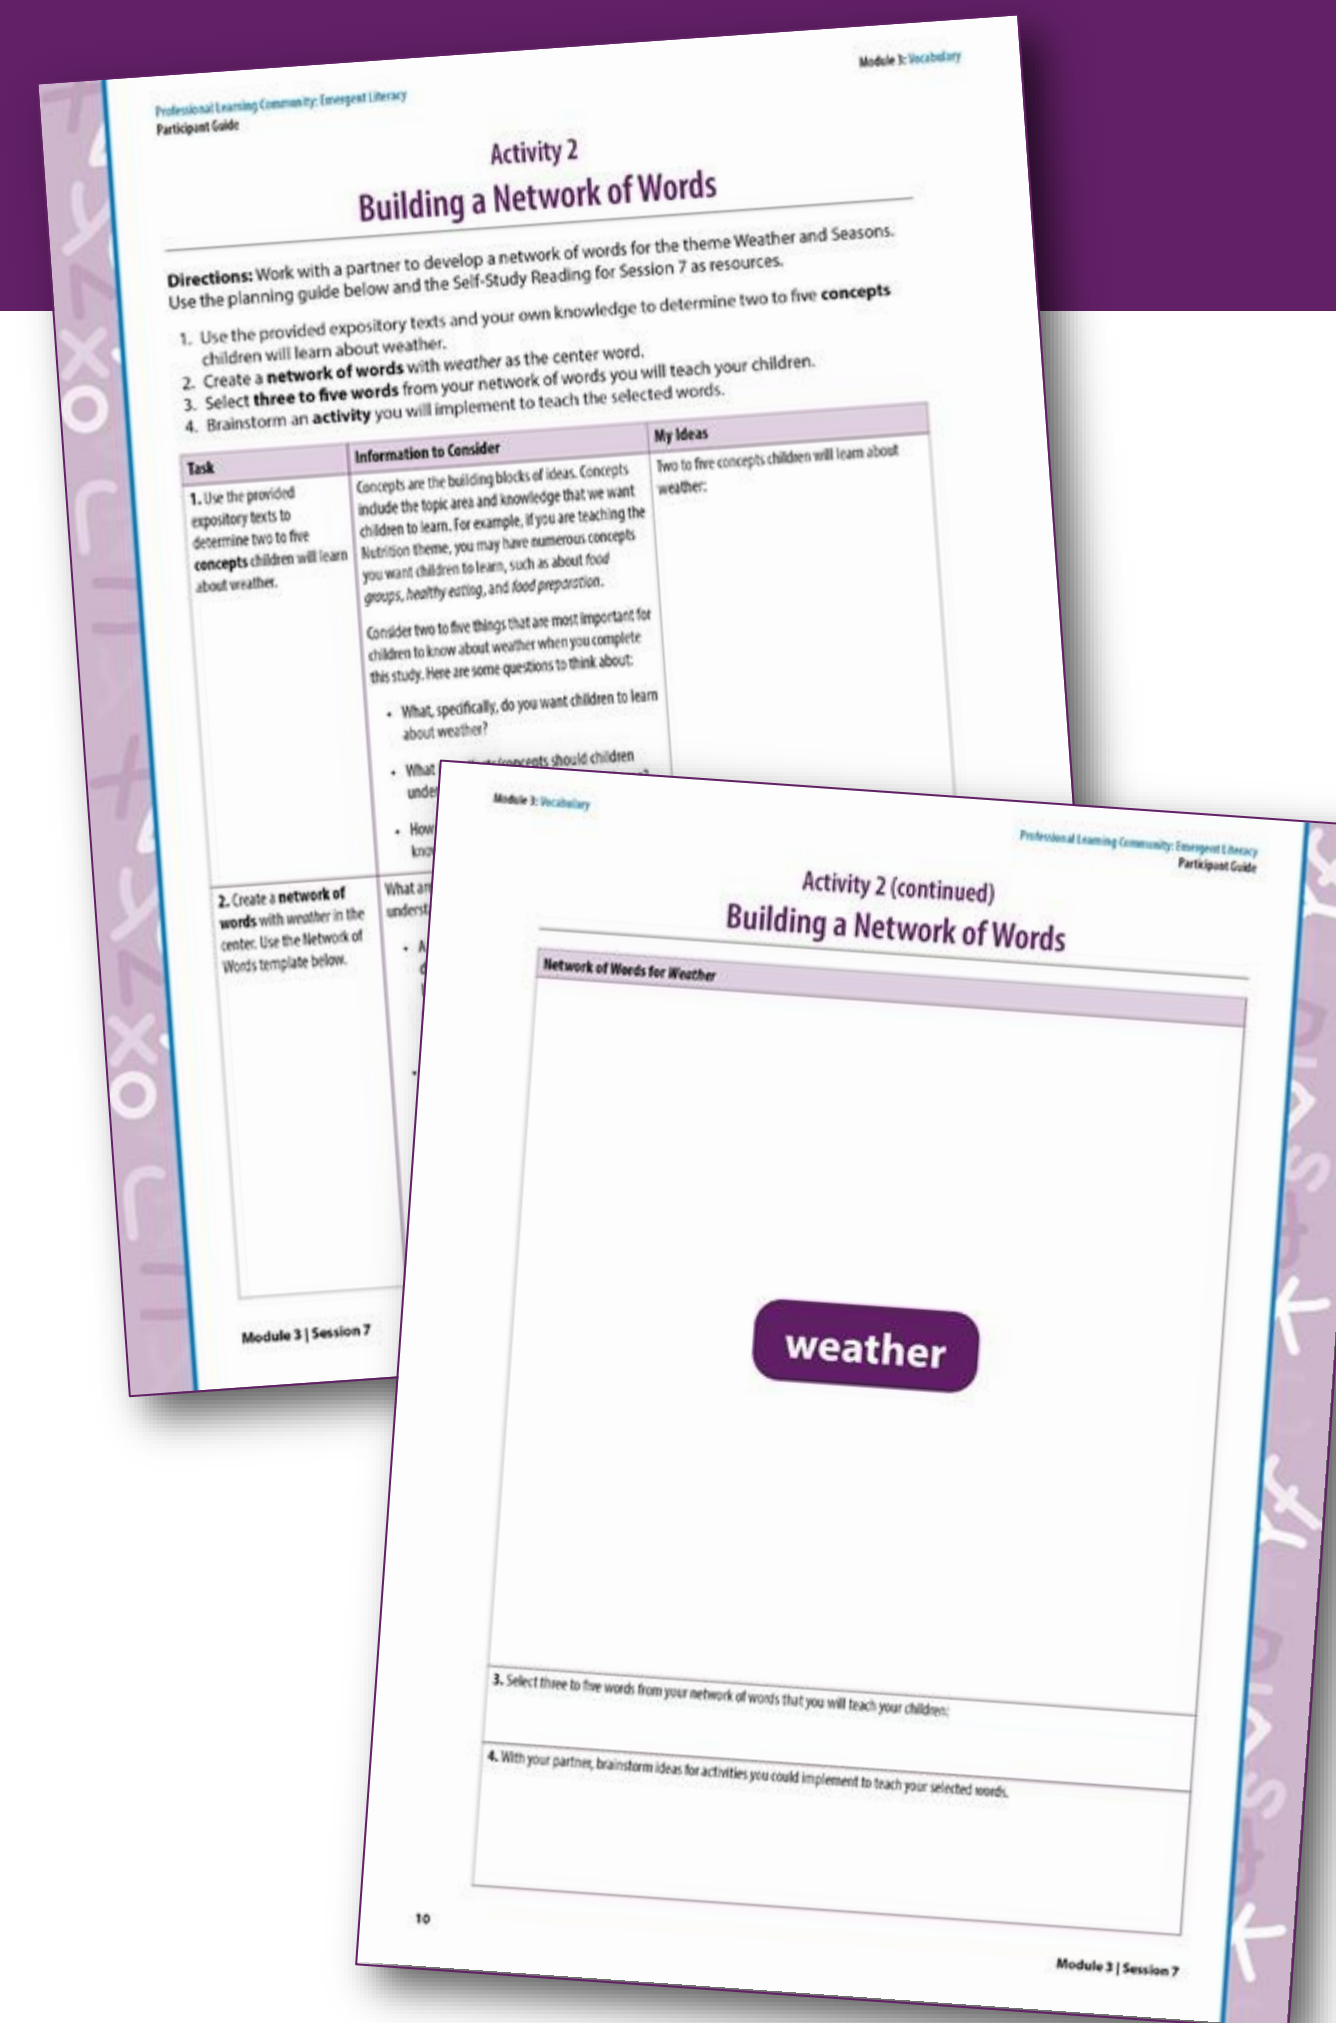 Professional Learning Community: Emergent Literacy
Participant Guide
Module 3: Vocabulary
Activity 2
Building a Network of Words
Directions: Work with a partner to develop a network of words for the theme Weather and Seasons.
Use the planning guide below and the Self-Study Reading for Session 7 as resources.
1. Use the provided expository texts and your own knowledge to determine two to five concepts
children will learn about weather.
2. Create a network of words with weather as the center word.
3. Select three to five words from your network of words you will teach your children.
4. Brainstorm an activity you will implement to teach the selected words.
Task
Information to Consider
My Ideas
1. Use the provided
expository texts to
determine two to five
concepts children will learn
about weather.
Concepts are the building blocks of ideas. Concepts
include the topic area and knowledge that we want
children to learn. For example, if you are teaching the
Nutrition theme, you may have numerous concepts
you want children to learn, such as about food
groups, healthy eating, and food preparation.
Consider two to five things that are most important for
children to know about weather when you complete
this study. Here are some questions to think about:
• What, specifically, do you want children to learn
about weather?
• What
concepts should children
• How
Two to five concepts children will learn about
weather:
2. Create a network of
words with weather in the
center. Use the Network of
Words template below.
What
Module 3 | Session 7
Module 3: Vocabulary
Professional Learning Community: Emergent Literacy
Participant Guide
Activity 2 (continued)
Building a Network of Words
Network of Words for Weather
weather
3. Select three to five words from your network of words that you will teach your children:
4. With your partner, brainstorm ideas for activities you could implement to teach your selected words.
10
Module 3 | Session 7